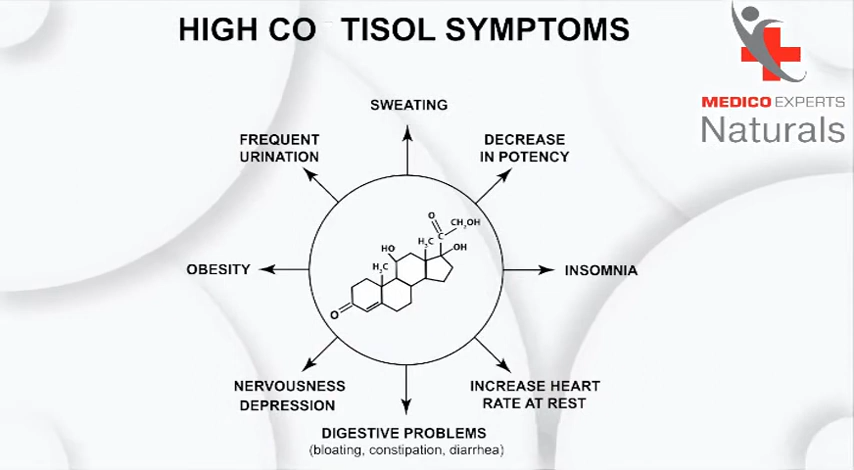 HIGH CO TISOL SYMPTOMS
MEDICO EXPERTS
Naturals
SWEATING
FREQUENT
URINATION
DECREASE
IN POTENCY
O
CH₂OH
C
H₃C
OH
HO
H₃C
O
OBESITY
INSOMNIA
NERVOUSNESS
DEPRESSION
INCREASE HEART
RATE AT REST
DIGESTIVE PROBLEMS
(bloating, constipation, diarrhea)